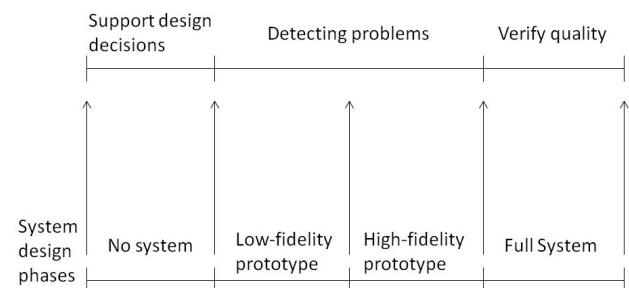 Support design
decisions
Detecting problems
Verify quality
System
design
phases
No system
Low-fidelity
prototype
High-fidelity
prototype
Full System